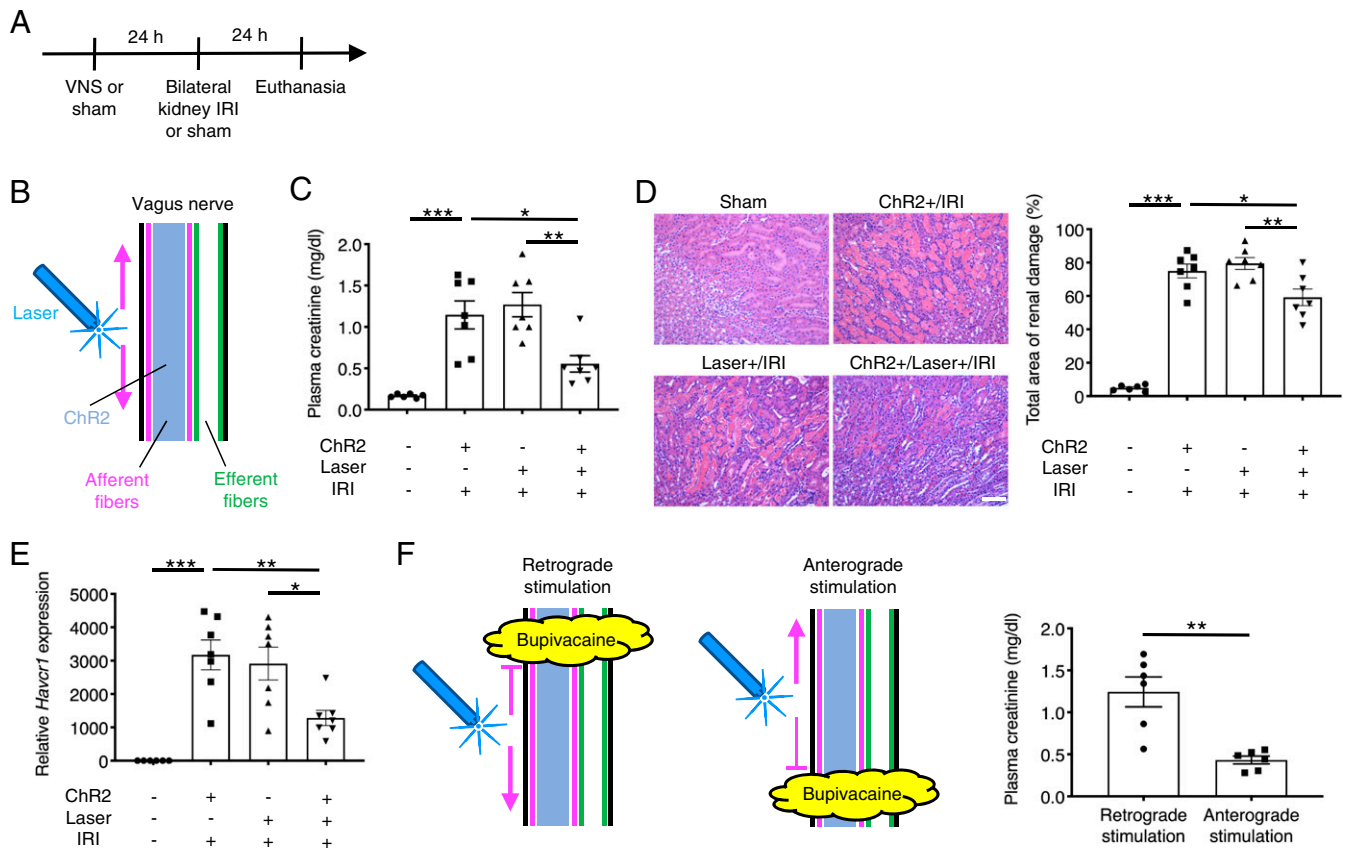 A
24 h
24 h
VNS or
sham
Bilateral
kidney IRI
or sham
Euthanasia
B
Vagus nerve
Laser
ChR2
Afferent
fibers
Efferent
fibers
C
***
*
**
Plasma creatinine (mg/dl)
2.0
1.5
1.0
0.5
0.0
ChR2 - + - +
Laser - - + +
IRI - + + +
D
Sham
ChR2+/IRI
Laser+/IRI
ChR2+/Laser+/IRI
***
*
**
Total area of renal damage (%)
100
80
60
40
20
0
ChR2 - + - +
Laser - - + +
IRI - + + +
E
***
**
*
Relative Havcr1 expression
5000
4000
3000
2000
1000
0
ChR2 - + - +
Laser - - + +
IRI - + + +
F
Retrograde
stimulation
Bupivacaine
Anterograde
stimulation
Bupivacaine
**
Plasma creatinine (mg/dl)
2.0
1.5
1.0
0.5
0.0
Retrograde
stimulation
Anterograde
stimulation